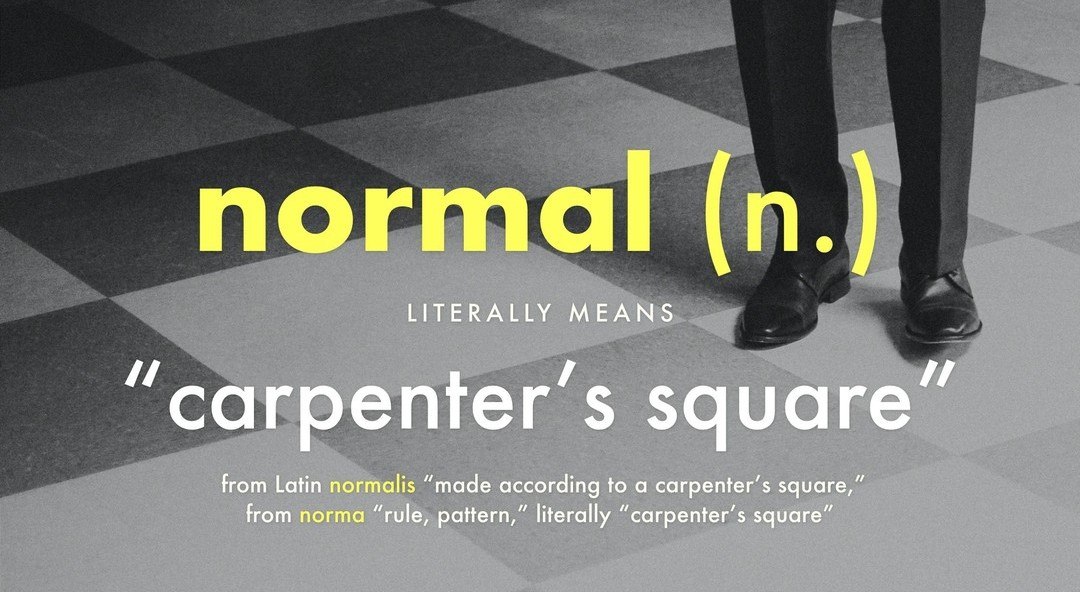 normal (n.)
LITERALLY MEANS
“carpenter’s square”
from Latin normalis “made according to a carpenter’s square,”
from norma “rule, pattern,” literally “carpenter’s square”